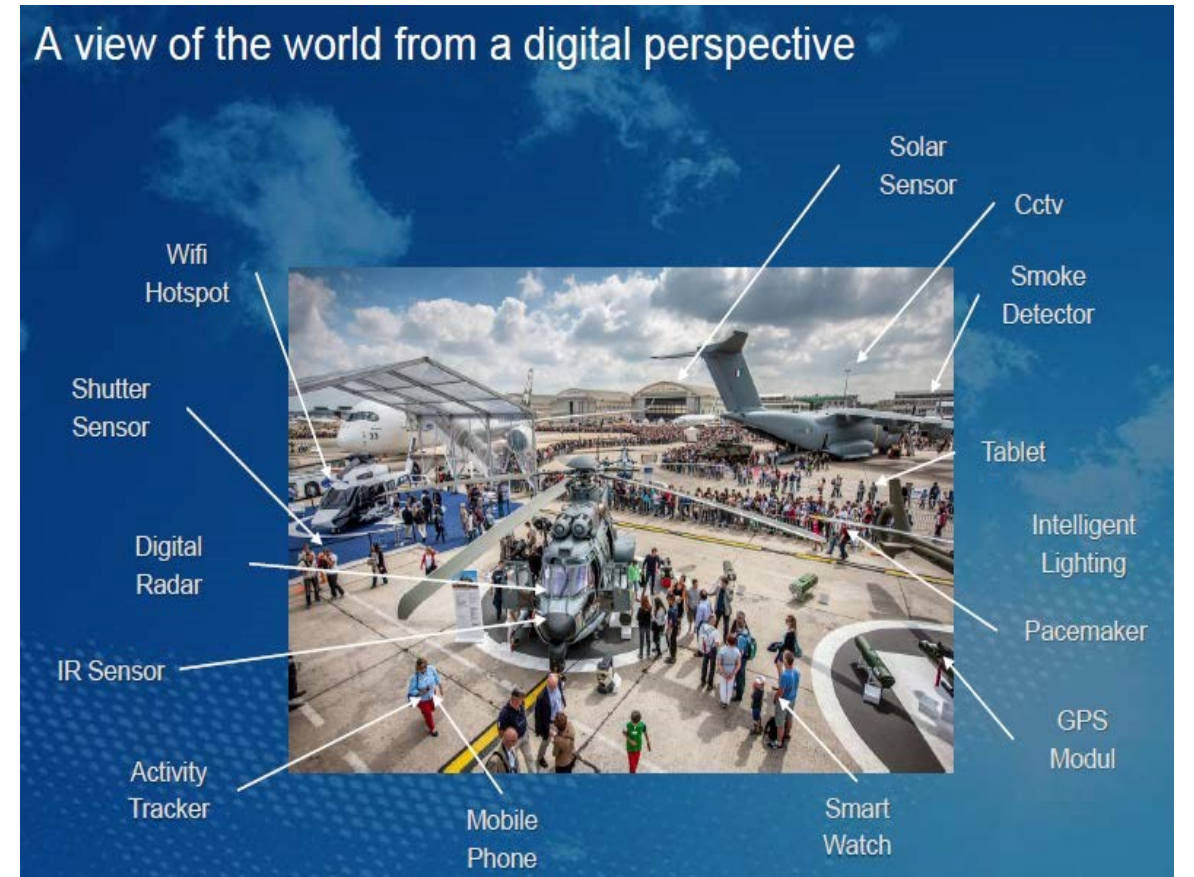 A view of the world from a digital perspective
Solar
Sensor
Cctv
Wifi
Hotspot
Smoke
Detector
Shutter
Sensor
Tablet
Intelligent
Lighting
Digital
Radar
Pacemaker
IR Sensor
GPS
Modul
Activity
Tracker
Mobile
Phone
Smart
Watch